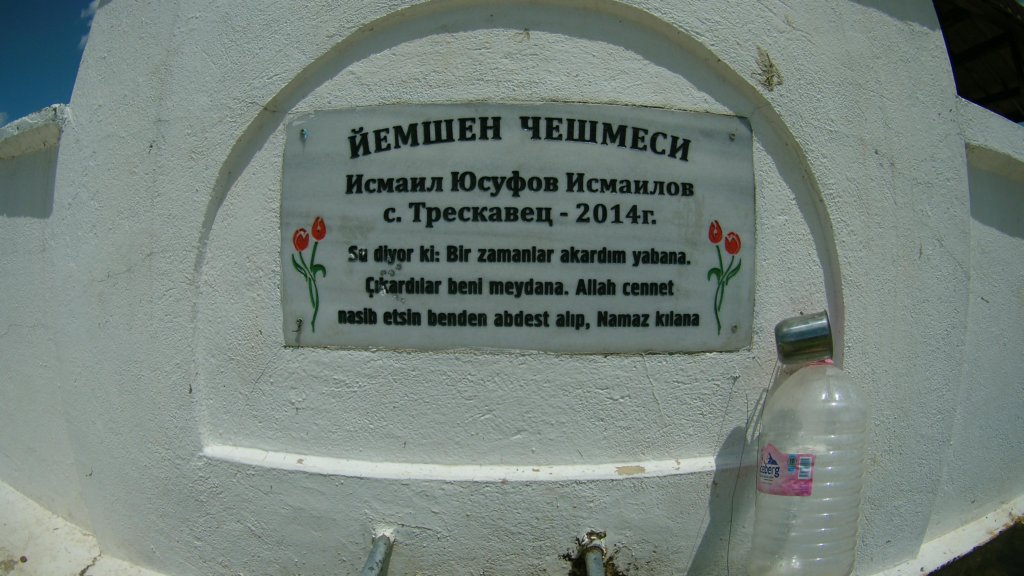 ЙЕМШЕН ЧЕШМЕСИ
Исмаил Юсуфов Исмаилов
с. Трескавец - 2014г.
Su diyor ki: Bir zamanlar akardım yabana.
Çıkardılar beni meydana. Allah cennet
nasib etsin benden abdest alıp, Namaz kılana